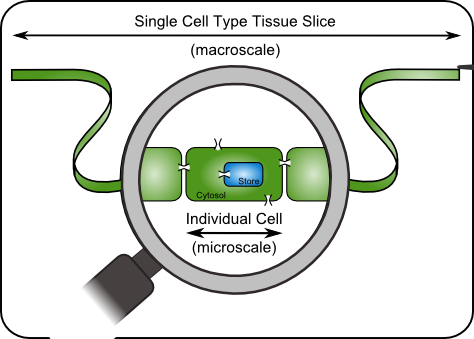 Single Cell Type Tissue Slice
(macroscale)
Store
Cytosol
Individual Cell
(microscale)